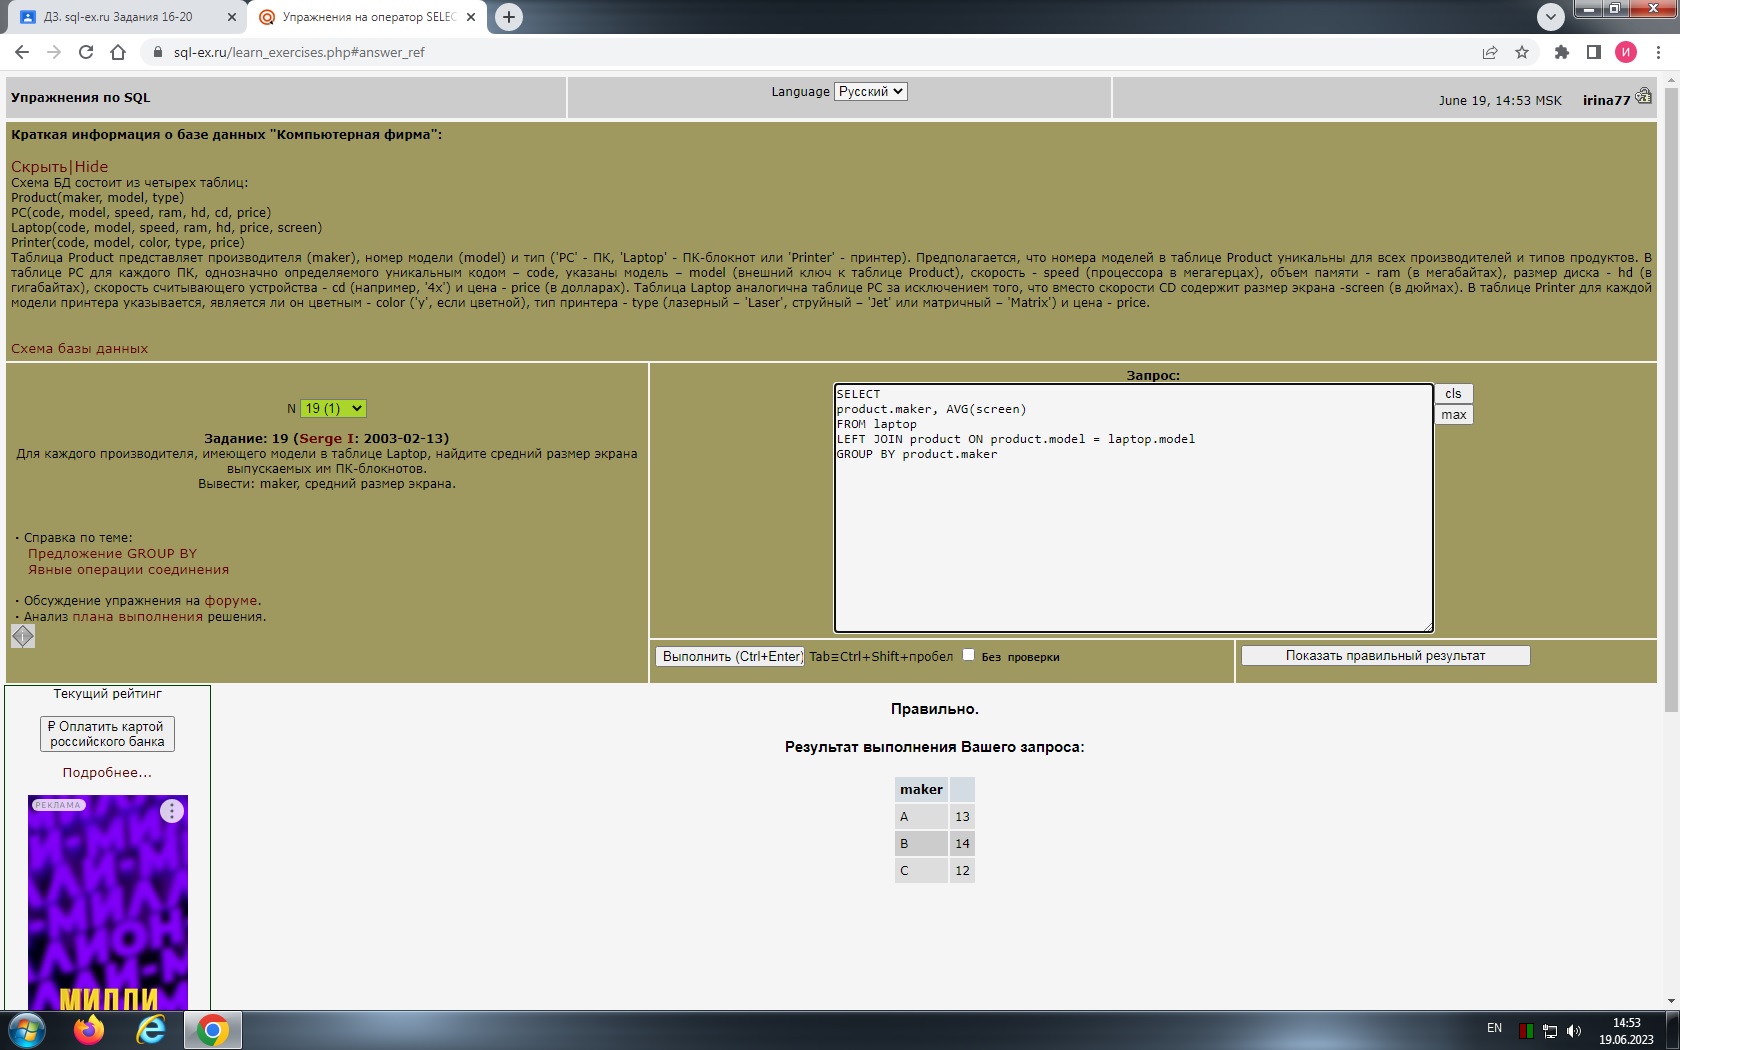 ДЗ. sql-ex.ru Задания 16-20
Упражнения на оператор SELEC
sql-ex.ru/learn_exercises.php#answer_ref
И
Упражнения по SQL
Language Русский
June 19, 14:53 MSK irina77
Краткая информация о базе данных "Компьютерная фирма":
Скрыть|Hide
Схема БД состоит из четырех таблиц:
Product(maker, model, type)
PC(code, model, speed, ram, hd, cd, price)
Laptop(code, model, speed, ram, hd, price, screen)
Printer(code, model, color, type, price)
Таблица Product представляет производителя (maker), номер модели (model) и тип ('PC' - ПК, 'Laptop' - ПК-блокнот или 'Printer' - принтер). Предполагается, что номера моделей в таблице Product уникальны для всех производителей и типов продуктов. В
таблице PC для каждого ПК, однозначно определяемого уникальным кодом – code, указаны модель – model (внешний ключ к таблице Product), скорость - speed (процессора в мегагерцах), объем памяти - ram (в мегабайтах), размер диска - hd (в
гигабайтах), скорость считывающего устройства - cd (например, '4x') и цена - price (в долларах). Таблица Laptop аналогична таблице РС за исключением того, что вместо скорости CD содержит размер экрана -screen (в дюймах). В таблице Printer для каждой
модели принтера указывается, является ли он цветным - color ('y', если цветной), тип принтера - type (лазерный – 'Laser', струйный – 'Jet' или матричный – 'Matrix') и цена - price.
Схема базы данных
N 19 (1)
Задание: 19 (Serge I: 2003-02-13)
Для каждого производителя, имеющего модели в таблице Laptop, найдите средний размер экрана
выпускаемых им ПК-блокнотов.
Вывести: maker, средний размер экрана.
· Справка по теме:
Предложение GROUP BY
Явные операции соединения
· Обсуждение упражнения на форуме.
· Анализ плана выполнения решения.
Запрос:
SELECT
product.maker, AVG(screen)
FROM laptop
LEFT JOIN product ON product.model = laptop.model
GROUP BY product.maker
cls
max
Выполнить (Ctrl+Enter) Tab≡Ctrl+Shift+пробел Без проверки
Показать правильный результат
Текущий рейтинг
₽ Оплатить картой
российского банка
Подробнее...
РЕКЛАМА
МИЛЛИ
Правильно.
Результат выполнения Вашего запроса:
maker
A 13
B 14
C 12
EN
14:53
19.06.2023